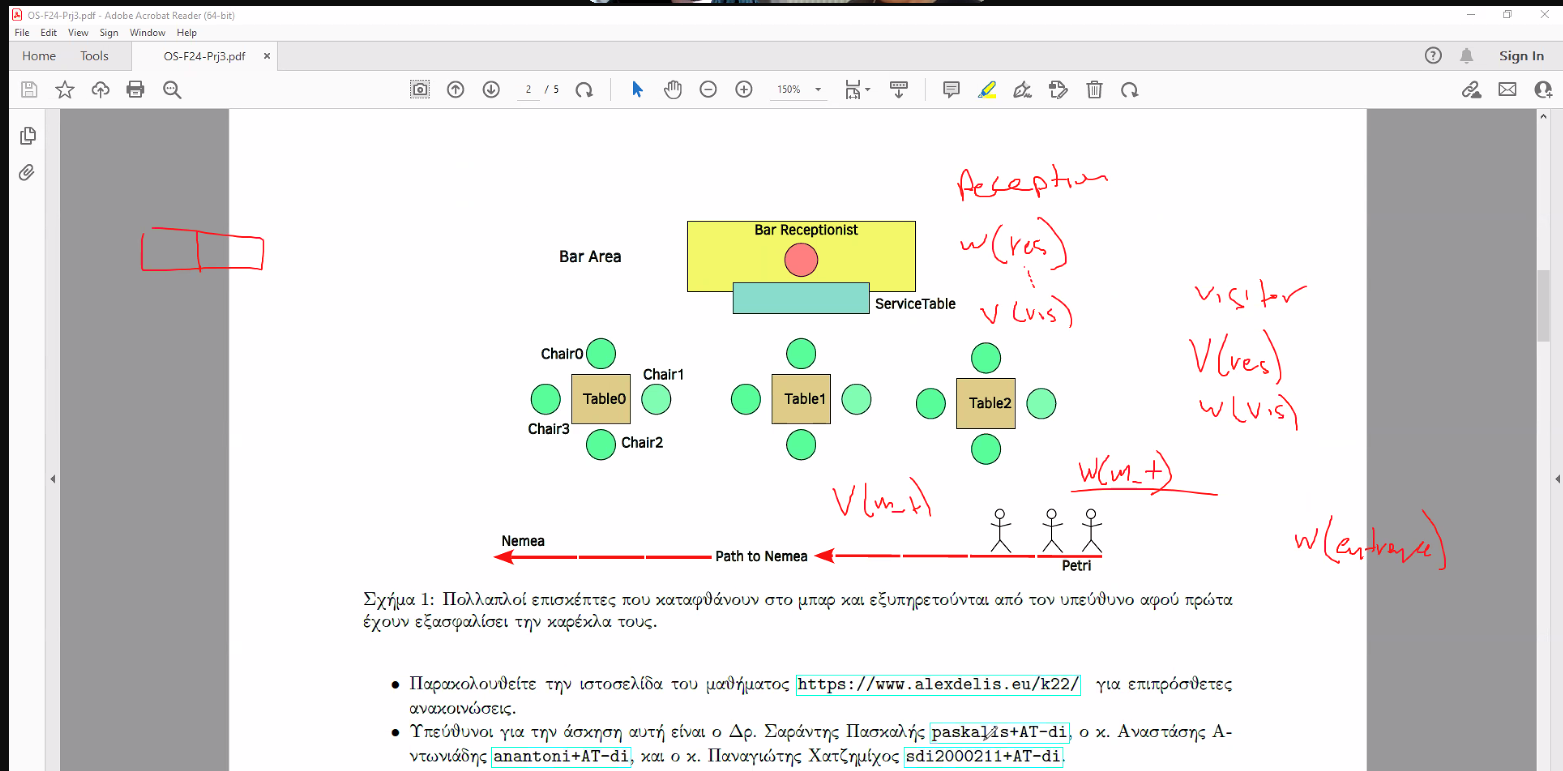 OS-F24-Prj3.pdf - Adobe Acrobat Reader (64-bit)
File Edit View Sign Window Help
Home Tools OS-F24-Prj3.pdf × Sign In
2 / 5 150%
Reception
Bar Receptionist
w(res)
Bar Area
ServiceTable
V(vis)
visitor
V(res)
w(vis)
Chair0
Chair1
Table0 Table1 Table2
Chair3
Chair2
w(m_t)
V(m_t)
w(entrance)
Nemea
Path to Nemea
Petri
Σχήμα 1: Πολλαπλοί επισκέπτες που καταφθάνουν στο μπαρ και εξυπηρετούνται από τον υπεύθυνο αφού πρώτα
έχουν εξασφαλίσει την καρέκλα τους.
• Παρακολουθείτε την ιστοσελίδα του μαθήματος https://www.alexdelis.eu/k22/ για επιπρόσθετες
ανακοινώσεις.
• Υπεύθυνοι για την άσκηση αυτή είναι ο Δρ. Σαράντης Πασκαλής paskalis+AT-di, ο κ. Αναστάσης Α-
ντωνιάδης anantoni+AT-di, και ο κ. Παναγιώτης Χατζημίχος sdi2000211+AT-di.